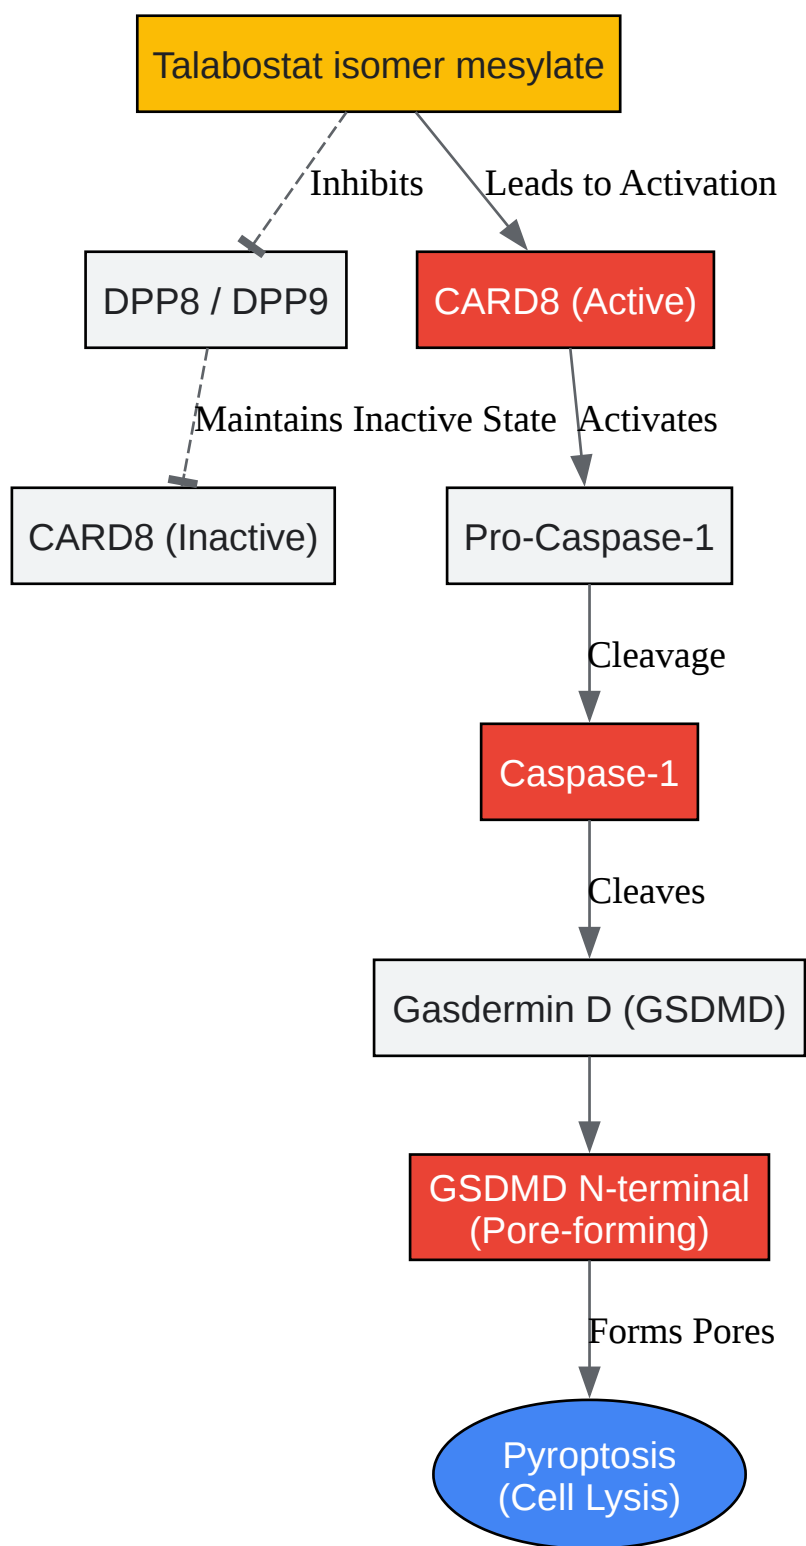 Talabostat isomer mesylate
Inhibits
Leads to Activation
DPP8 / DPP9
CARD8 (Active)
Maintains Inactive State
Activates
CARD8 (Inactive)
Pro-Caspase-1
Cleavage
Caspase-1
Cleaves
Gasdermin D (GSDMD)
GSDMD N-terminal
(Pore-forming)
Forms Pores
Pyroptosis
(Cell Lysis)